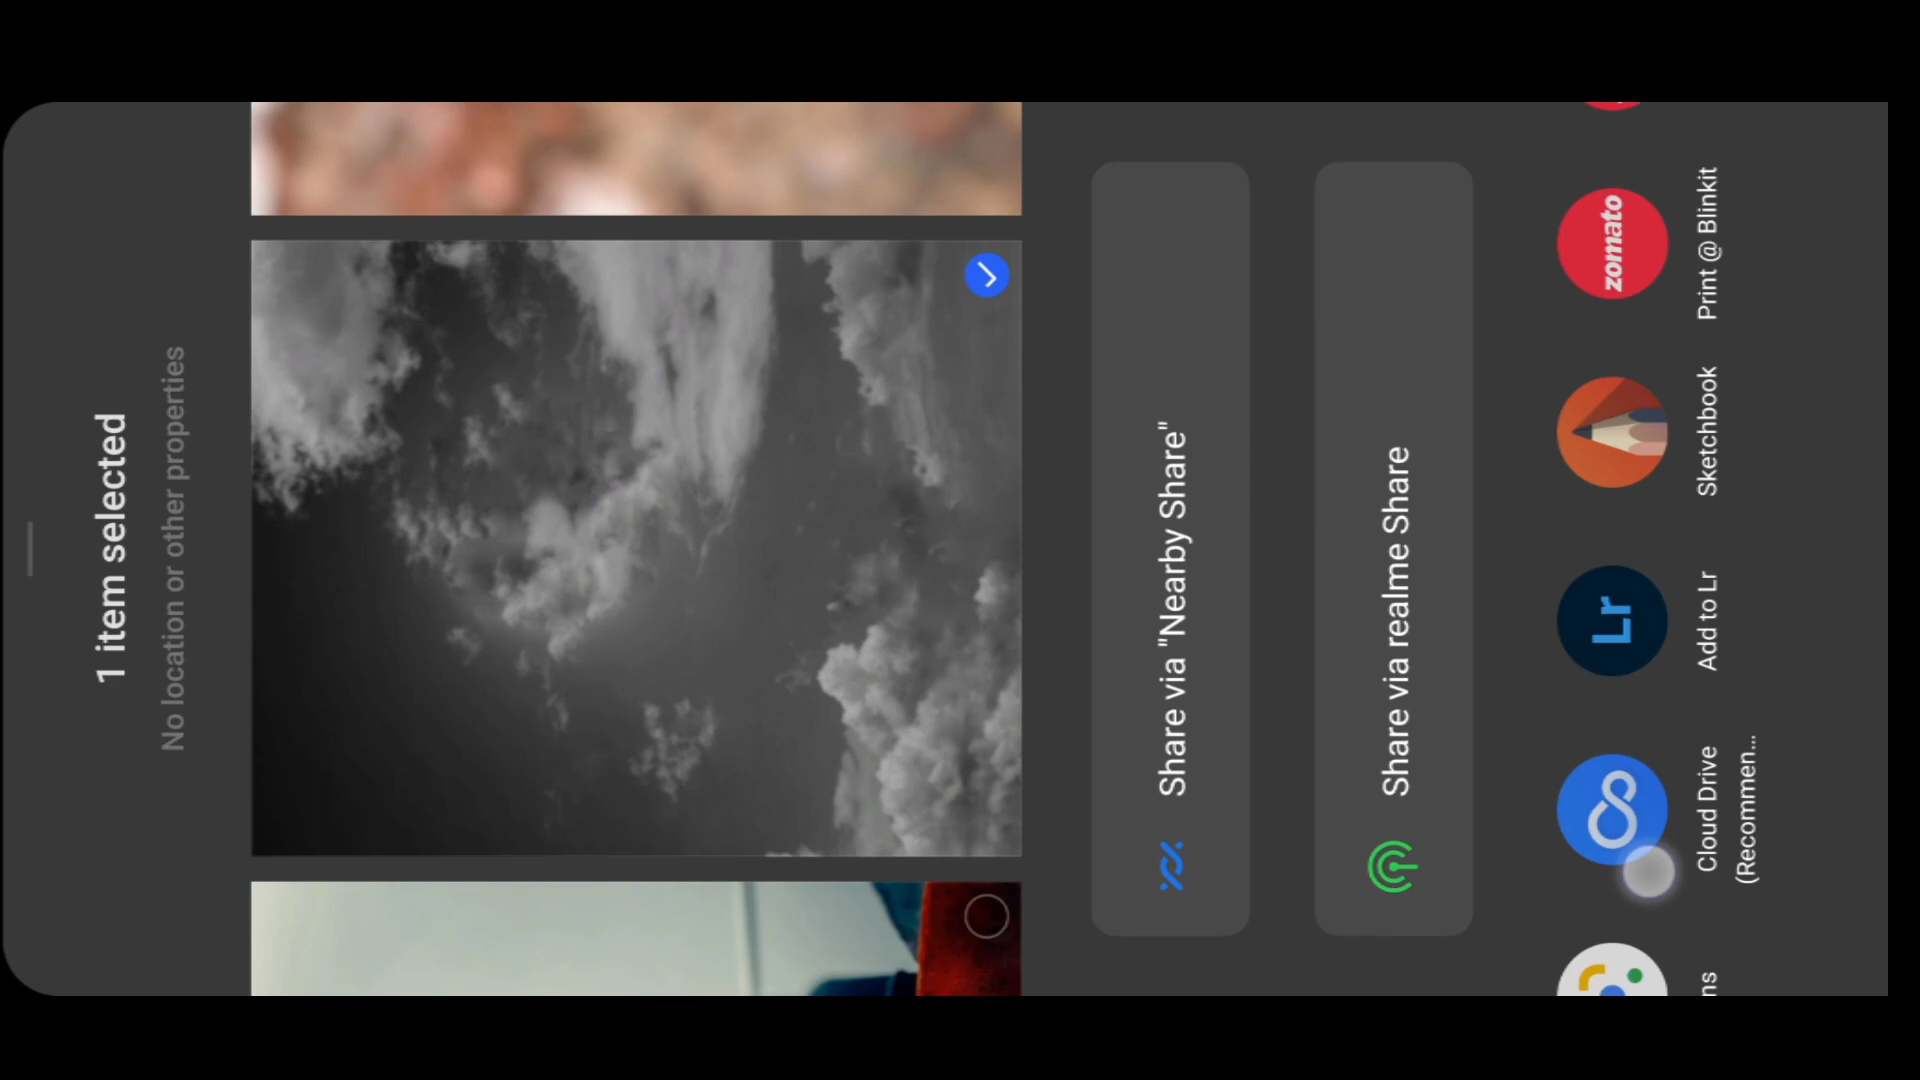 1 item selected
No location or other properties
Share via "Nearby Share"
Share via realme Share
ns
Cloud Drive
(Recommen...
Lr
Add to Lr
Sketchbook
zomato
Print @ Blinkit